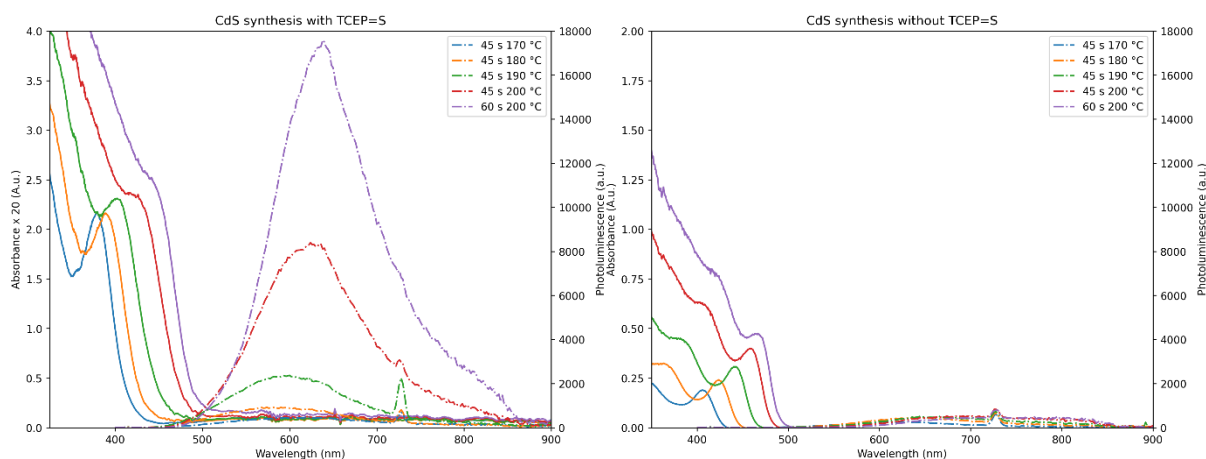 CdS synthesis with TCEP=S
4.0
3.5
3.0
2.5
2.0
1.5
1.0
0.5
0.0
Absorbance x 20 (A.u.)
45 s 170 °C
45 s 180 °C
45 s 190 °C
45 s 200 °C
60 s 200 °C
18000
16000
14000
12000
10000
8000
6000
4000
2000
0
Photoluminescence (a.u.)
400
500
600
700
800
900
Wavelength (nm)
CdS synthesis without TCEP=S
2.00
1.75
1.50
1.25
1.00
0.75
0.50
0.25
0.00
Absorbance (A.u.)
45 s 170 °C
45 s 180 °C
45 s 190 °C
45 s 200 °C
60 s 200 °C
18000
16000
14000
12000
10000
8000
6000
4000
2000
0
Photoluminescence (a.u.)
400
500
600
700
800
900
Wavelength (nm)